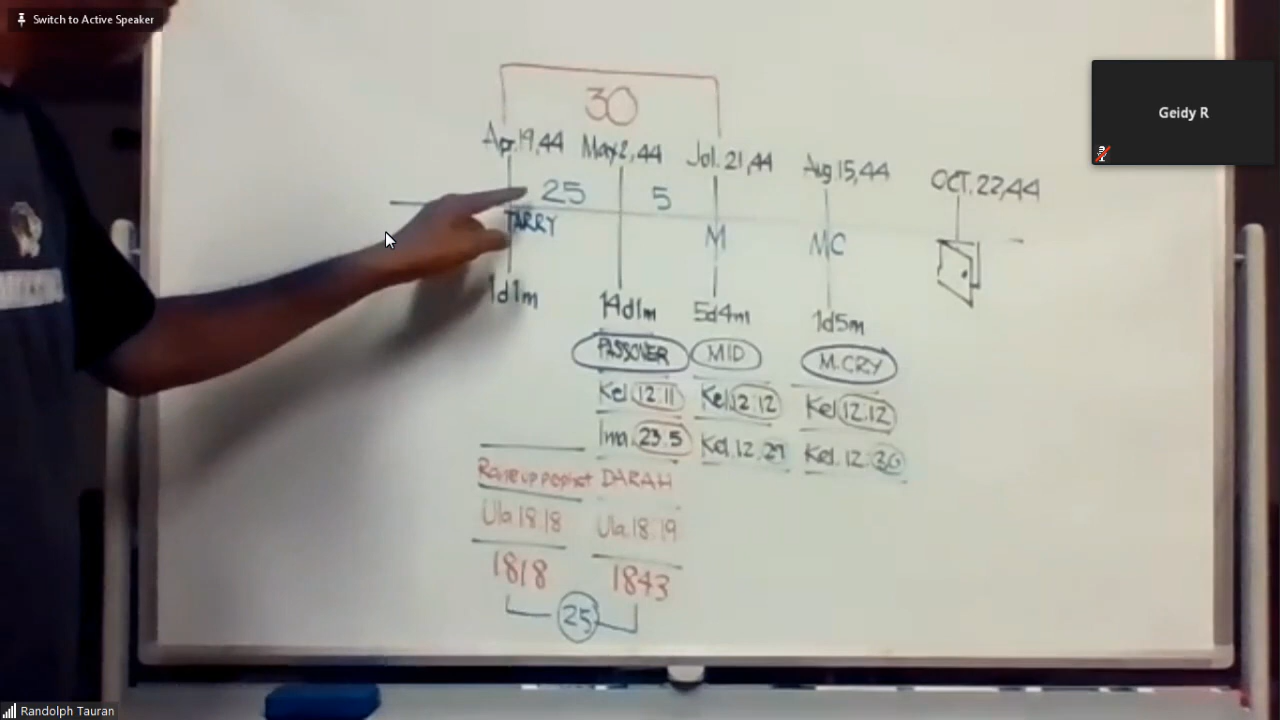 Switch to Active Speaker
Geidy R
30
Apr.19,44 May 2,44 Jul.21,44 Aug.15,44 OCT.22,44
25 5
TARRY M MC
1d1m 14d1m 5d4m 1d5m
PASSOVER MID M.CRY
Kel 12.11 Kel.12.12 Kel 12.12
Ima.23.5 Kel.12.29 Kel.12.30
Raise up DARAH
Ula.18.18 Ula.18.19
1818 1843
25
Randolph Tauran